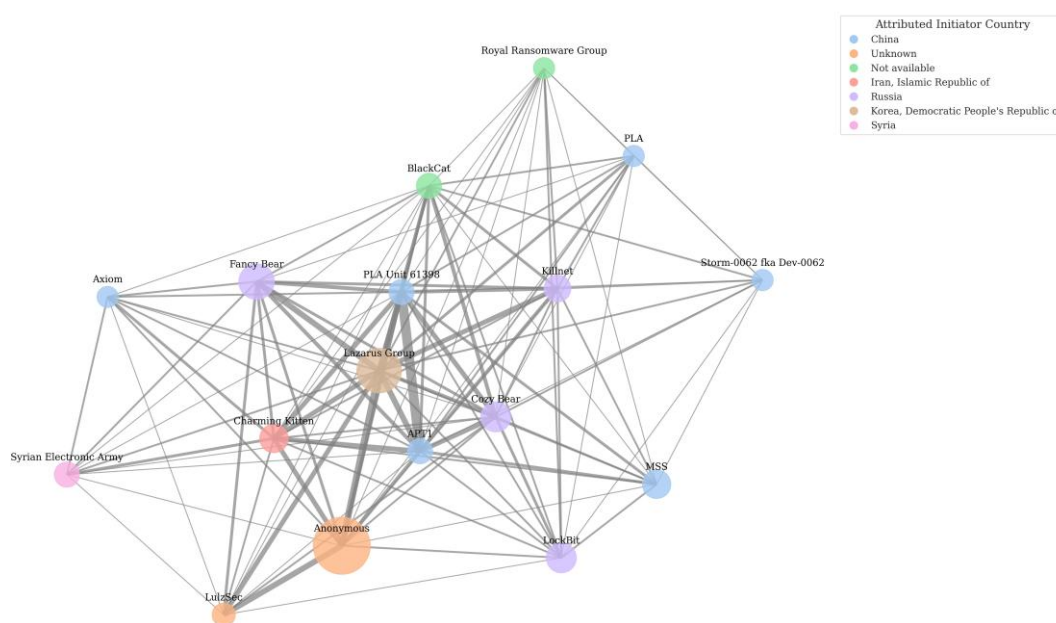 Attributed Initiator Country
China
Unknown
Not available
Iran, Islamic Republic of
Russia
Korea, Democratic People's Republic o
Syria
Royal Ransomware Group
PLA
BlackCat
Storm-0062 fka Dev-0062
Fancy Bear
PLA Unit 61398
Killnet
Axiom
Lazarus Group
Cozy Bear
Charming Kitten
APT1
Syrian Electronic Army
MSS
Anonymous
LockBit
LulzSec